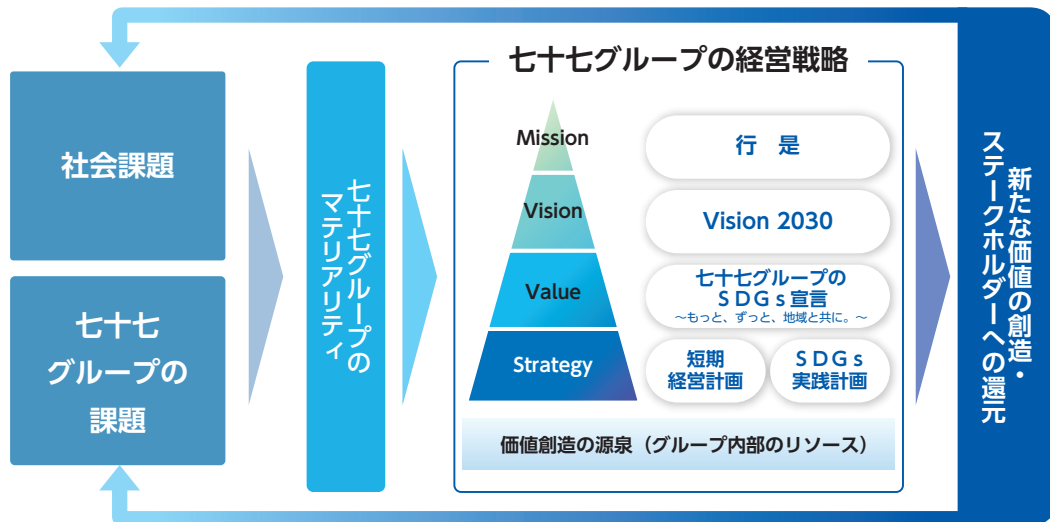 社会課題
七十七
グループの
課題
七十七グループの
マテリアリティ
七十七グループの経営戦略
Mission
行 是
Vision
Vision 2030
Value
七十七グループの
SDGs宣言
~もっと、ずっと、地域と共に。~
Strategy
短期
経営計画
SDGs
実践計画
価値創造の源泉（グループ内部のリソース）
新たな価値の創造・
ステークホルダーへの還元